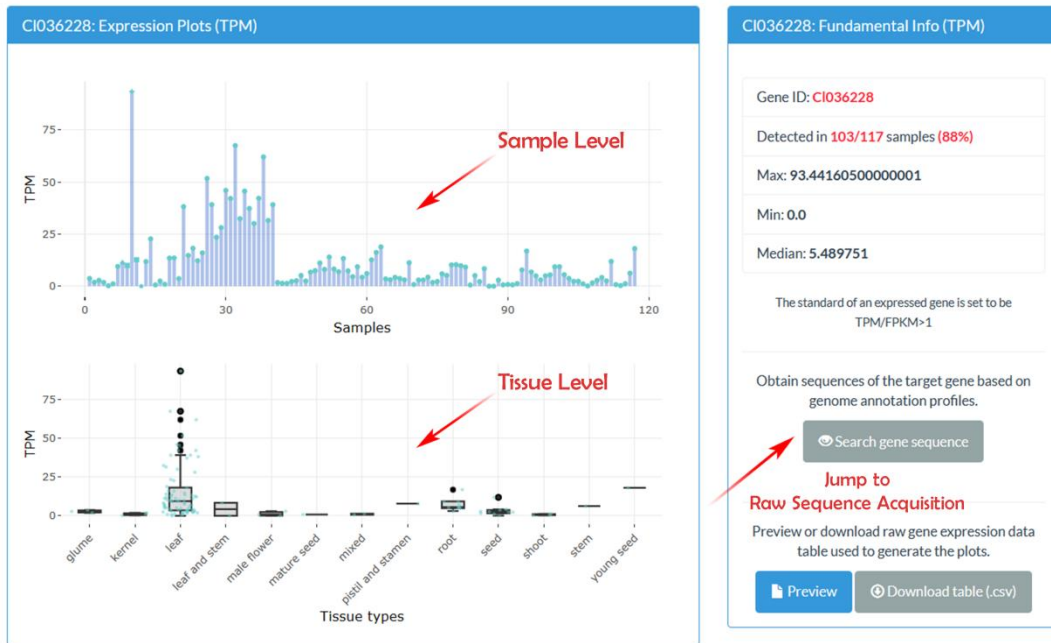 CI036228: Expression Plots (TPM)
75
50
25
0
TPM
0
30
60
90
120
Samples
Sample Level
75
50
25
0
TPM
glume
kernel
leaf
leaf and stem
male flower
mature seed
mixed
pistil and stamen
root
seed
shoot
stem
young seed
Tissue types
Tissue Level
CI036228: Fundamental Info (TPM)
Gene ID: CI036228
Detected in 103/117 samples (88%)
Max: 93.44160500000001
Min: 0.0
Median: 5.489751
The standard of an expressed gene is set to be
TPM/FPKM>1
Obtain sequences of the target gene based on
genome annotation profiles.
Search gene sequence
Jump to
Raw Sequence Acquisition
Preview or download raw gene expression data
table used to generate the plots.
Preview
Download table (.csv)